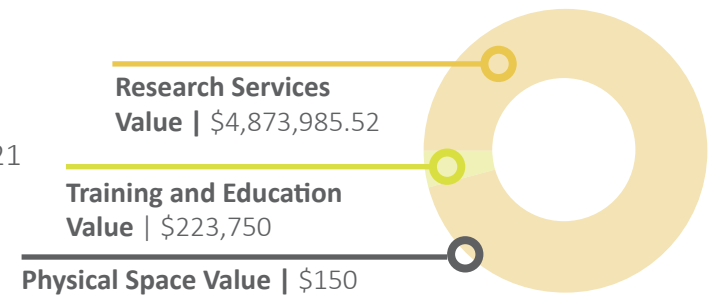 Research Services
Value | $4,873,985.52
21
Training and Education
Value | $223,750
Physical Space Value | $150